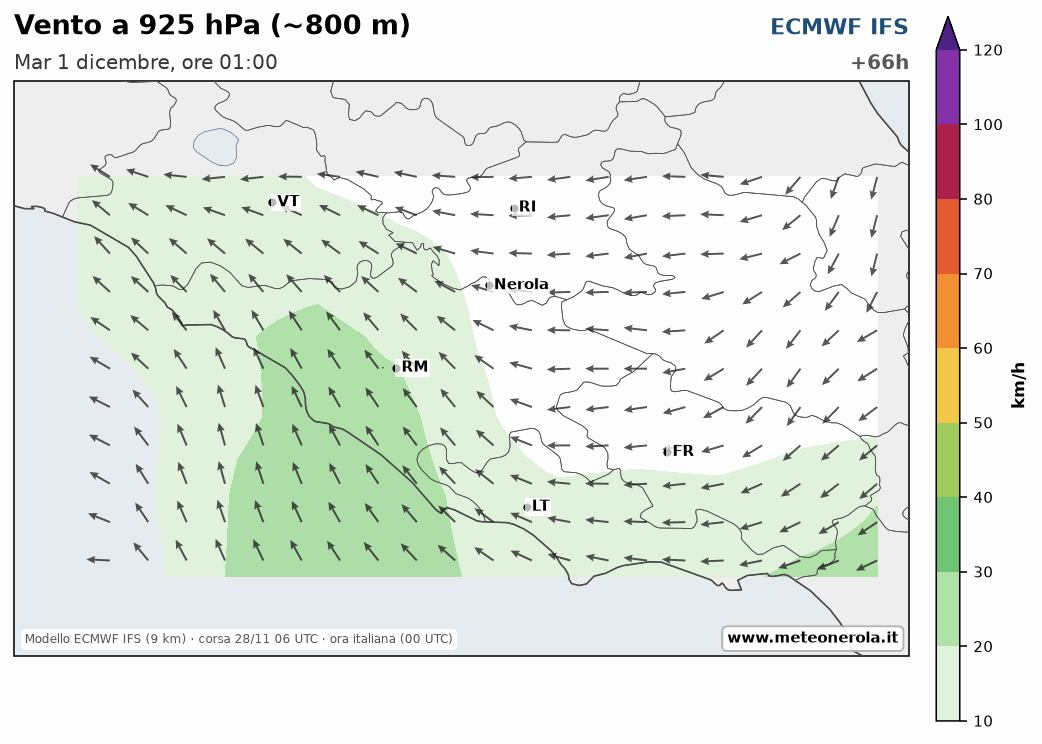 Vento a 925 hPa (~800 m)
ECMWF IFS
Mar 1 dicembre, ore 01:00
+66h
VT
RI
Nerola
RM
FR
LT
120
100
80
70
60
50
40
30
20
10
km/h
Modello ECMWF IFS (9 km) · corsa 28/11 06 UTC · ora italiana (00 UTC)
www.meteonerola.it